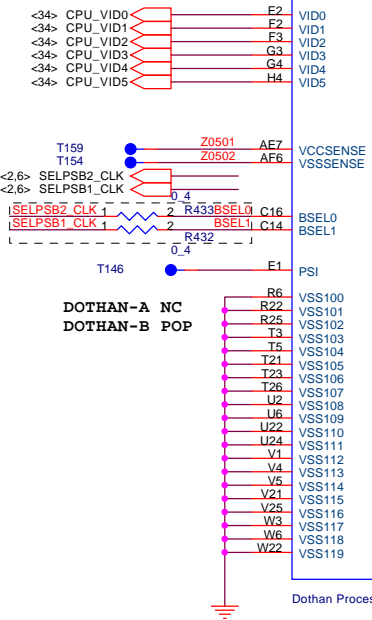 <34> CPU_VID0 E2 VID0
<34> CPU_VID1 F2 VID1
<34> CPU_VID2 F3 VID2
<34> CPU_VID3 G3 VID3
<34> CPU_VID4 G4 VID4
<34> CPU_VID5 H4 VID5
T159 Z0501 AE7 VCCSENSE
T154 Z0502 AF6 VSSSENSE
<2,6> SELPSB2_CLK
<2,6> SELPSB1_CLK
0_4
SELPSB2_CLK 1 2 R433 BSEL0 C16 BSEL0
SELPSB1_CLK 1 2 BSEL1 C14 BSEL1
R432
0_4
T146 E1 PSI
DOTHAN-A NC
DOTHAN-B POP
R6 VSS100
R22 VSS101
R25 VSS102
T3 VSS103
T5 VSS104
T21 VSS105
T23 VSS106
T26 VSS107
U2 VSS108
U6 VSS109
U22 VSS110
U24 VSS111
V1 VSS112
V4 VSS113
V5 VSS114
V21 VSS115
V25 VSS116
W3 VSS117
W6 VSS118
W22 VSS119
Dothan Proces